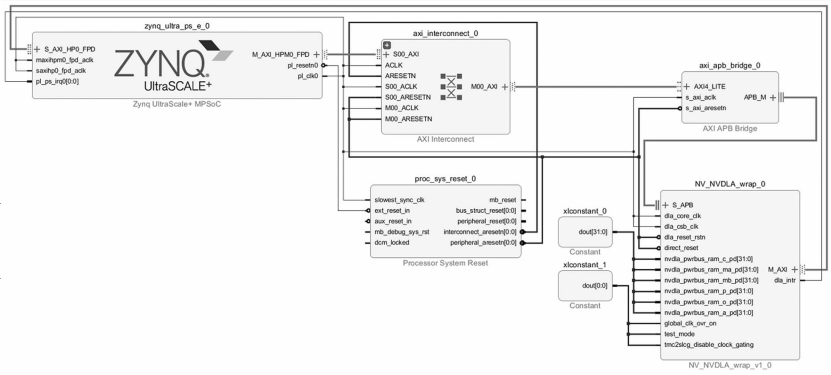 zynq_ultra_ps_e_0
S_AXI_HP0_FPD
maxihpm0_fpd_aclk
saxihp0_fpd_aclk
pl_ps_irq0[0:0]
ZYNQ
UltraSCALE+
M_AXI_HPM0_FPD
pl_resetn0
pl_clk0
Zynq UltraScale+ MPSoC
axi_interconnect_0
S00_AXI
ACLK
ARESETN
S00_ACLK
S00_ARESETN
M00_ACLK
M00_ARESETN
M00_AXI
AXI Interconnect
axi_apb_bridge_0
AXI4_LITE
s_axi_aclk
s_axi_aresetn
APB_M
AXI APB Bridge
proc_sys_reset_0
slowest_sync_clk
ext_reset_in
aux_reset_in
mb_debug_sys_rst
dcm_locked
mb_reset
bus_struct_reset[0:0]
peripheral_reset[0:0]
interconnect_aresetn[0:0]
peripheral_aresetn[0:0]
Processor System Reset
xlconstant_0
dout[31:0]
Constant
xlconstant_1
dout[0:0]
Constant
NV_NVDLA_wrap_0
S_APB
dla_core_clk
dla_csb_clk
dla_reset_rstn
direct_reset
nvdla_pwrbus_ram_c_pd[31:0]
nvdla_pwrbus_ram_ma_pd[31:0]
nvdla_pwrbus_ram_mb_pd[31:0]
nvdla_pwrbus_ram_p_pd[31:0]
nvdla_pwrbus_ram_o_pd[31:0]
nvdla_pwrbus_ram_a_pd[31:0]
global_clk_ovr_on
test_mode
tmc2slcg_disable_clock_gating
M_AXI
dla_intr
NV_NVDLA_wrap_v1_0